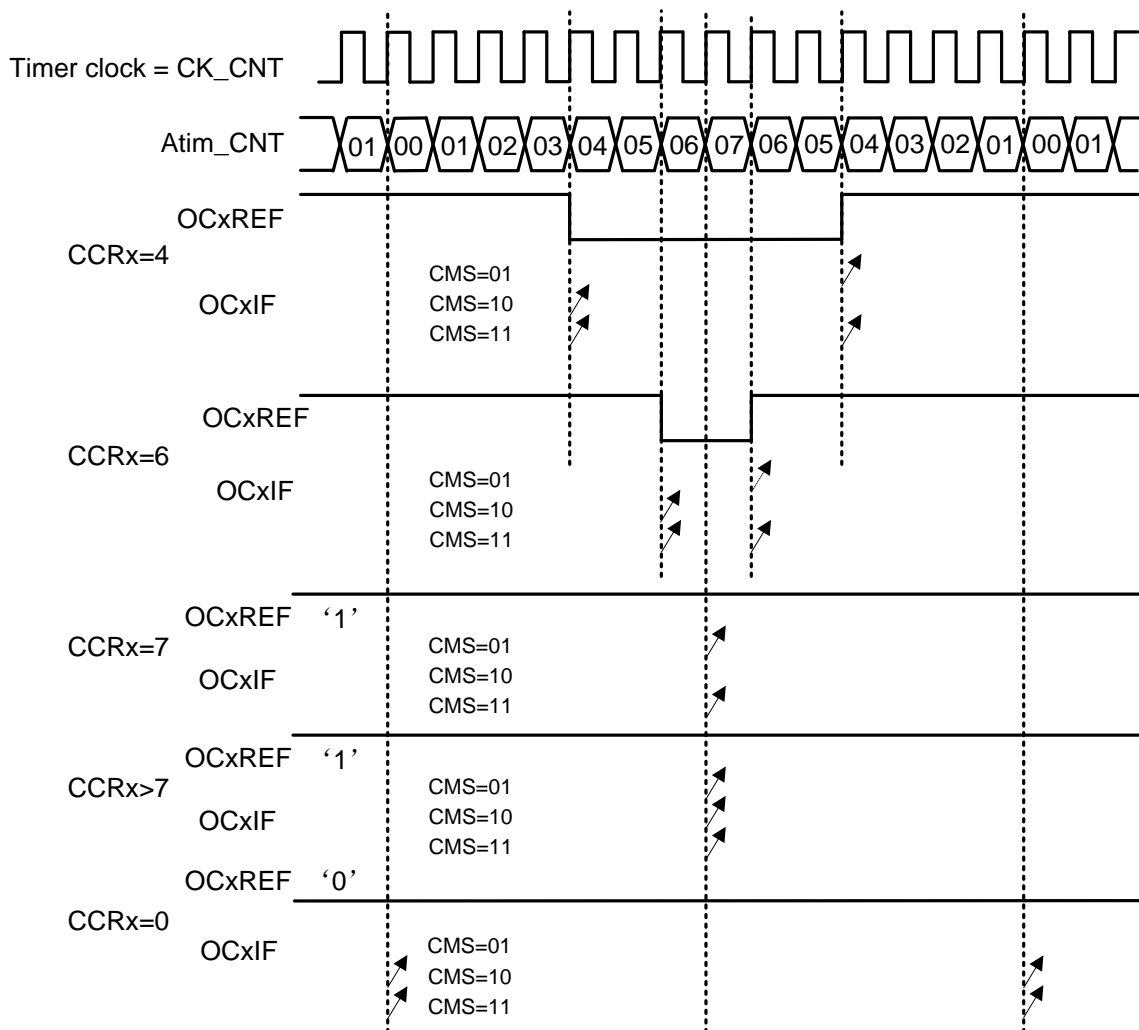 Timer clock = CK_CNT
Atim_CNT
01 00 01 02 03 04 05 06 07 06 05 04 03 02 01 00 01
OCxREF
CCRx=4
OCxIF
CMS=01
CMS=10
CMS=11
OCxREF
CCRx=6
OCxIF
CMS=01
CMS=10
CMS=11
OCxREF ‘1’
CCRx=7
OCxIF
CMS=01
CMS=10
CMS=11
OCxREF ‘1’
CCRx>7
OCxIF
CMS=01
CMS=10
CMS=11
OCxREF ‘0’
CCRx=0
OCxIF
CMS=01
CMS=10
CMS=11